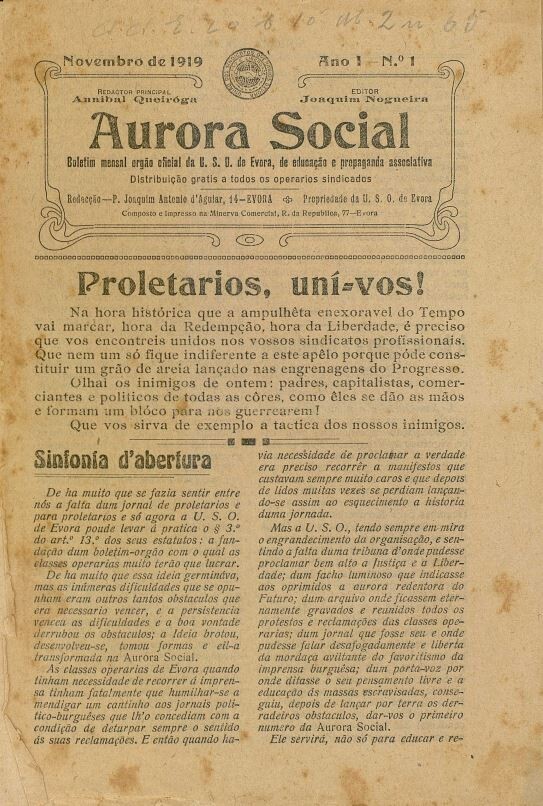 Novembro de 1919
Ano I — N.º 1
REDACTOR PRINCIPAL
Annibal Queiróga
EDITOR
Joaquim Nogueira
Aurora Social
Boletim mensal orgão oficial da U. S. O. de Evora, de educação e propaganda associativa
Distribuição gratis a todos os operarios sindicados
Redacção—P. Joaquim Antonio d'Aguiar, 14—EVORA
Propriedade da U. S. O. de Evora
Composto e impresso na Minerva Comercial, R. da Republica, 77—Evora
Proletarios, uní-vos!
Na hora histórica que a ampulhêta enexoravel do Tempo
vai marcar, hora da Redempção, hora da Liberdade, é preciso
que vos encontreis unidos nos vossos sindicatos profissionais.
Que nem um só fique indiferente a este apêlo porque póde cons-
tituir um grão de areia lançado nas engrenagens do Progresso.
Olhai os inimigos de ontem: padres, capitalistas, comer-
ciantes e politicos de todas as côres, como êles se dão as mãos
e formam um blóco para nos guerrearem!
Que vos sirva de exemplo a tactica dos nossos inimigos.
Sinfonía d'abertura
De ha muito que se fazia sentir entre
nós a falta dum jornal de proletarios e
para proletarios e só agora a U. S. O.
de Evora poude levar á pratica o § 3.º
do art.º 13.º dos seus estatutos: a fun-
dação dum boletim-orgão com o qual as
classes operarias muito terão que lucrar.
De ha muito que essa ideia germináva,
mas as inúmeras dificuldades que se opu-
nham eram outros tantos obstaculos que
era necessario vencer, e a persistencia
venceu as dificuldades e a boa vontade
derrubou os obstaculos; a Ideia brotou,
desenvolveu-se, tomou formas e eil-a
transformada na Aurora Social.
As classes operarias de Evora quando
tinham necessidade de recorrer á impren-
sa tinham fatalmente que humilhar-se a
mendigar um cantinho aos jornais poli-
tico-burguêses que lh'o concediam com a
condição de deturpar sempre o sentido
ás suas reclamações. E então quando ha-
via necessidade de proclamar a verdade
era preciso recorrêr a manifestos que
custavam sempre muito caros e que depois
de lidos muitas vezes se perdiam lançan-
do-se assim ao esquecimento a historia
duma jornada.
Mas a U. S. O., tendo sempre em mira
o engrandecimento da organisação, e sen-
tindo a falta duma tribuna d'onde pudesse
proclamar bem alto a Justiça e a Liber-
dade; dum facho luminoso que indicasse
aos oprimidos a aurora redentora do
Futuro; dum arquivo onde ficassem eter-
namente gravados e reunidos todos os
protestos e reclamações das classes ope-
rarias; dum jornal que fosse seu e onde
pudesse falar desafogadamente e liberta
da mordaça aviltante do favoritismo da
imprensa burguêsa; dum porta-voz por
onde ditasse o seu pensamento livre e a
educação ás massas escravisadas, conse-
guiu, depois de lançar por terra os der-
radeiros obstaculos, dar-vos o primeiro
numero da Aurora Social.
Ele servirá, não só para educar e re-